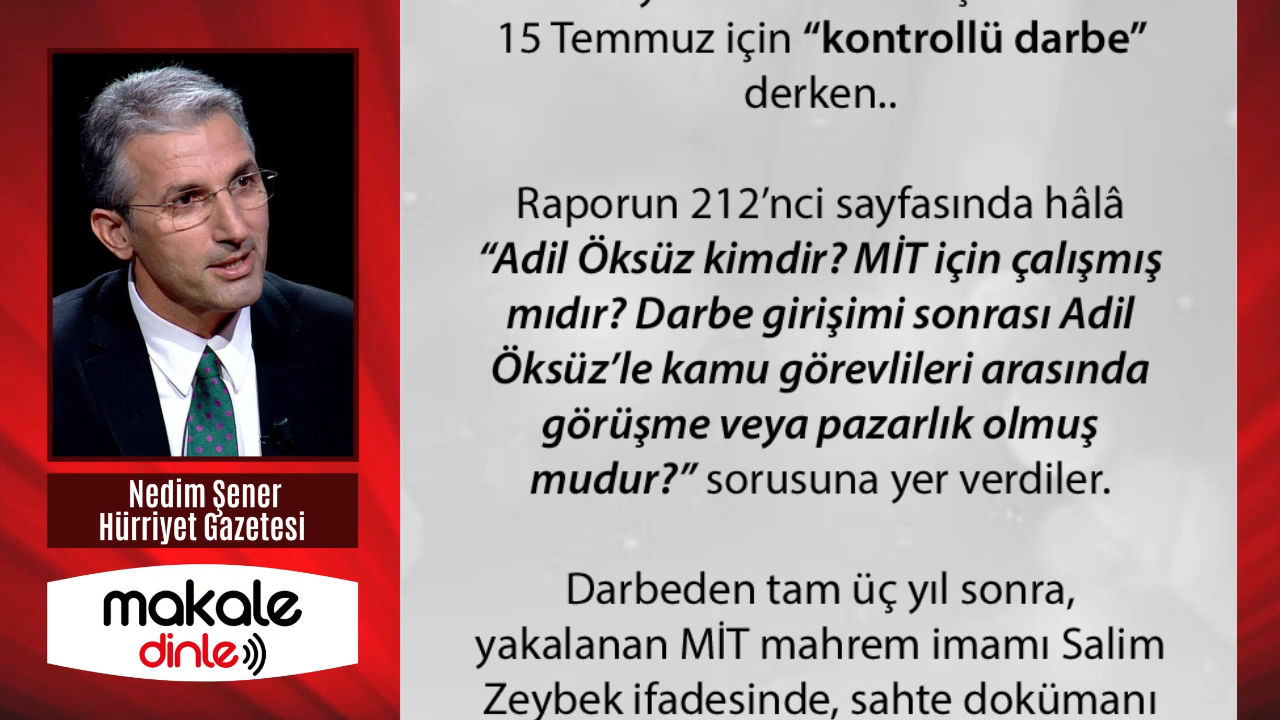 15 Temmuz için “kontrollü darbe”
derken..
Raporun 212’nci sayfasında hâlâ
“Adil Öksüz kimdir? MİT için çalışmış
mıdır? Darbe girişimi sonrası Adil
Öksüz’le kamu görevlileri arasında
görüşme veya pazarlık olmuş
mudur?” sorusuna yer verdiler.
Darbeden tam üç yıl sonra,
yakalanan MİT mahrem imamı Salim
Zeybek ifadesinde, sahte dokümanı
Nedim Şener
Hürriyet Gazetesi
makale
dinle